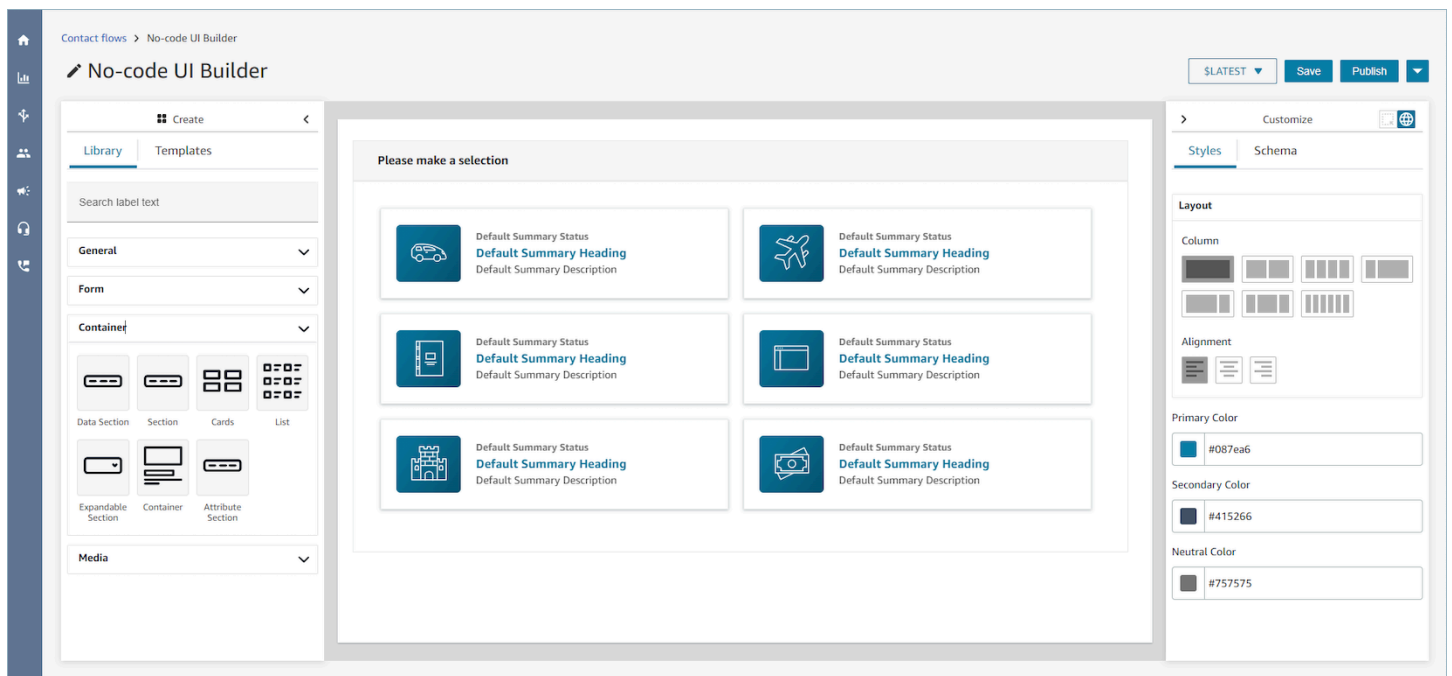 Contact flows > No-code UI Builder
No-code UI Builder
$LATEST
Save
Publish
Create
Library
Templates
Search label text
General
Form
Container
Data Section
Section
Cards
List
Expandable
Section
Container
Attribute
Section
Media
Please make a selection
Default Summary Status
Default Summary Heading
Default Summary Description
Default Summary Status
Default Summary Heading
Default Summary Description
Default Summary Status
Default Summary Heading
Default Summary Description
Default Summary Status
Default Summary Heading
Default Summary Description
Default Summary Status
Default Summary Heading
Default Summary Description
Default Summary Status
Default Summary Heading
Default Summary Description
Customize
Styles
Schema
Layout
Column
Alignment
Primary Color
#087ea6
Secondary Color
#415266
Neutral Color
#757575